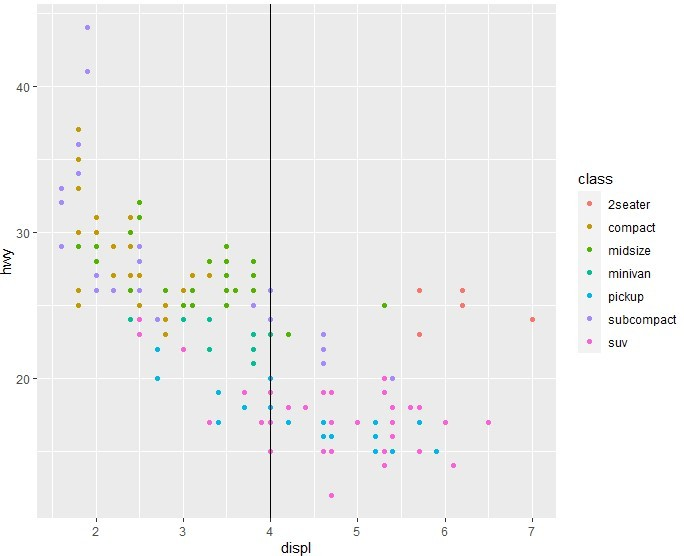 40
30
20
hwy
2 3 4 5 6 7
displ
class
2seater
compact
midsize
minivan
pickup
subcompact
suv